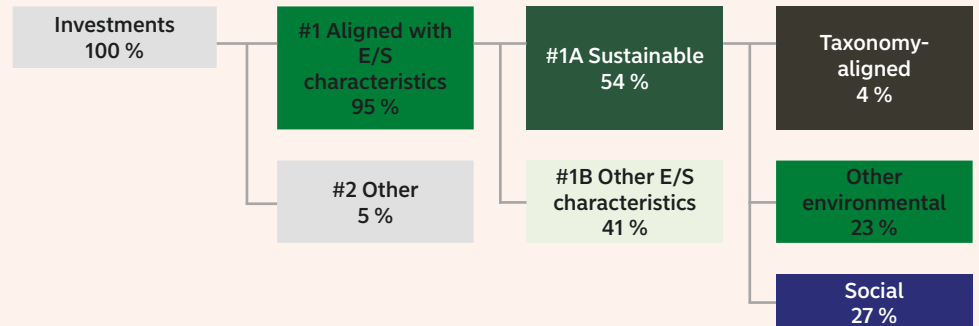 Investments
100 %
#1 Aligned with
E/S
characteristics
95 %
#1A Sustainable
54 %
Taxonomy-
aligned
4 %
#2 Other
5 %
#1B Other E/S
characteristics
41 %
Other
environmental
23 %
Social
27 %